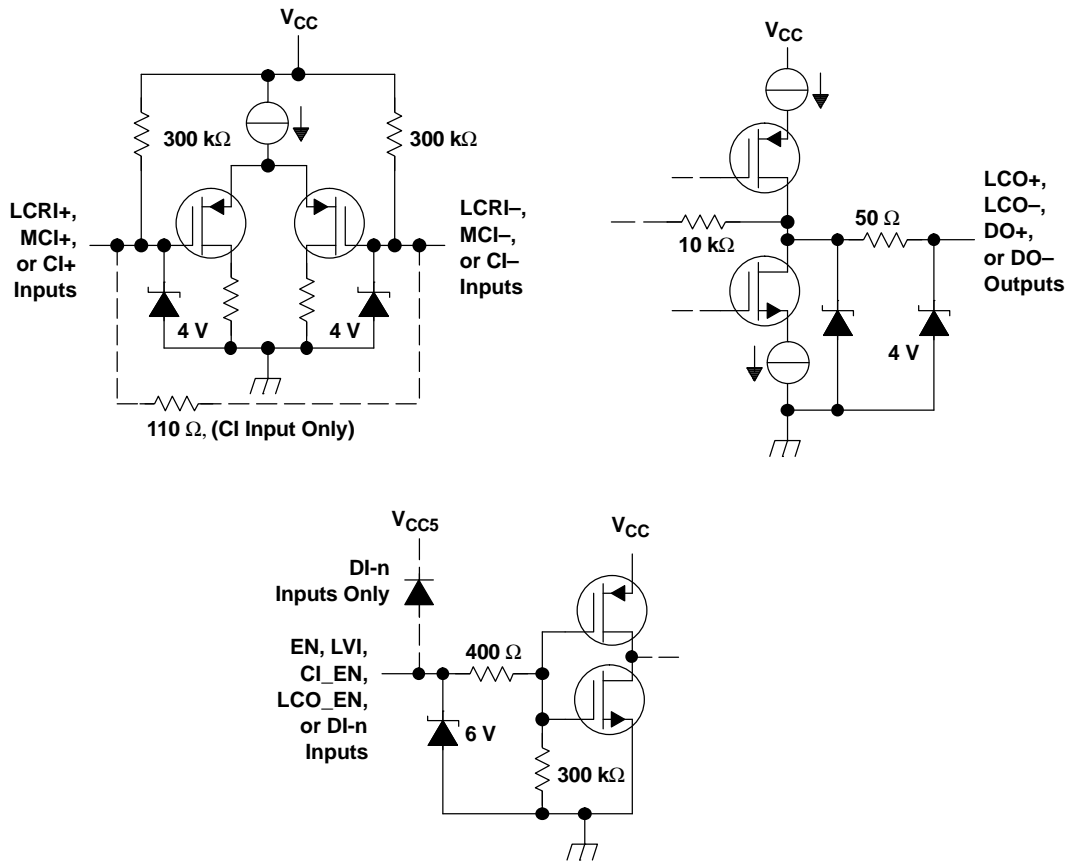 VCC
300 kΩ
300 kΩ
LCRI+,
MCI+,
or CI+
Inputs
LCRI–,
MCI–,
or CI–
Inputs
4 V
4 V
110 Ω, (CI Input Only)
VCC
LCO+,
LCO–,
DO+,
or DO–
Outputs
50 Ω
10 kΩ
4 V
VCC5
DI-n
Inputs Only
VCC
EN, LVI,
CI_EN,
LCO_EN,
or DI-n
Inputs
400 Ω
6 V
300 kΩ